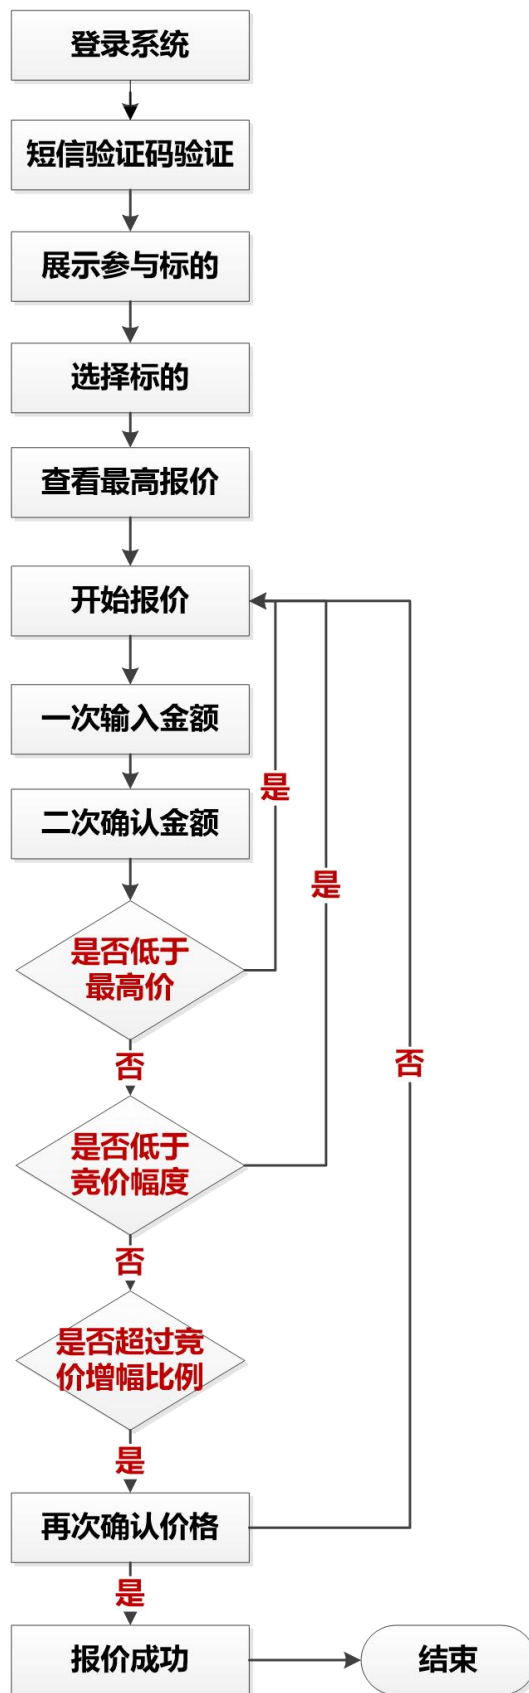 登录系统
短信验证码验证
展示参与标的
选择标的
查看最高报价
开始报价
一次输入金额
是
二次确认金额
是
是否低于
最高价
否
否
是否低于
竞价幅度
否
是否超过竞
价增幅比例
是
再次确认价格
是
报价成功
结束